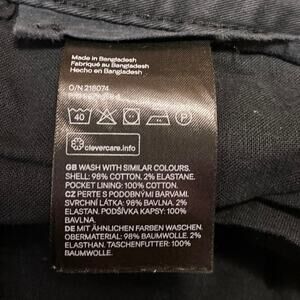 Made in Bangladesh
Fabriqué au Bangladesh
Hecho en Bangladesh
O/N 218074
40
clevercare.info
GB WASH WITH SIMILAR COLOURS.
SHELL: 98% COTTON. 2% ELASTANE.
POCKET LINING: 100% COTTON.
CZ PERTE S PODOBNÝMI BARVAMI.
SVRCHNÍ LÁTKA: 98% BAVLNA. 2%
ELASTAN. PODŠÍVKA KAPSY: 100%
BAVLNA.
DE MIT ÄHNLICHEN FARBEN WASCHEN.
OBERMATERIAL: 98% BAUMWOLLE. 2%
ELASTHAN. TASCHENFUTTER: 100%
BAUMWOLLE.